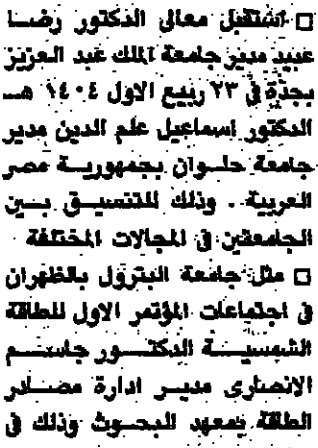 □ استقبل معالي الدكتور رضا
عبيد مدير جامعة الملك عبد العزيز
بجدة في ٢٣ ربيع الاول ١٤٠٤ هـ
الدكتور اسماعيل علم الدين مدير
جامعة حلوان بجمهورية مصر
العربية . . وذلك للتنسيق بين
الجامعتين في المجالات المختلفة
□ مثل جامعة البترول بالظهران
في اجتماعات المؤتمر الاول للطاقة
الشمسية الدكتور جاسم
الانصارى مدير ادارة مصادر
الطاقة بمعهد البحوث وذلك في